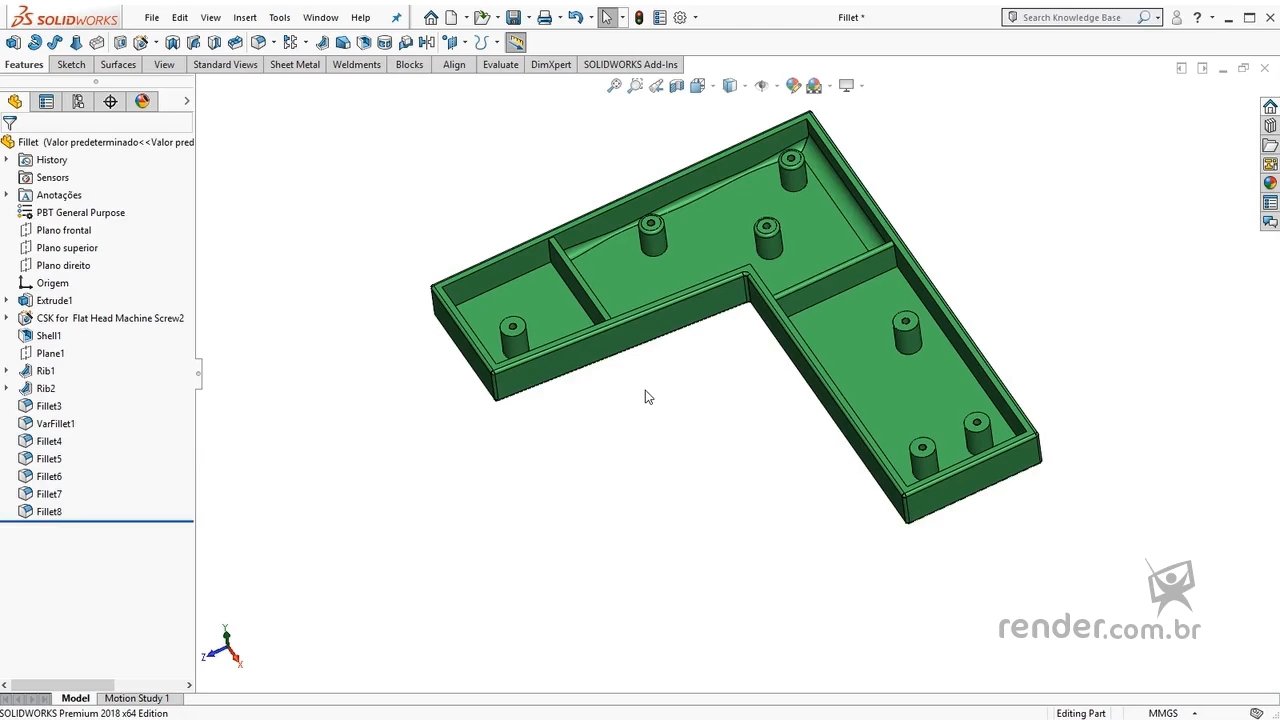 SOLIDWORKS
File Edit View Insert Tools Window Help
Fillet *
Search Knowledge Base
Features Sketch Surfaces View Standard Views Sheet Metal Weldments Blocks Align Evaluate DimXpert SOLIDWORKS Add-Ins
Fillet (Valor predeterminado<<Valor pred
History
Sensors
Anotações
PBT General Purpose
Plano frontal
Plano superior
Plano direito
Origem
Extrude1
CSK for Flat Head Machine Screw2
Shell1
Plane1
Rib1
Rib2
Fillet3
VarFillet1
Fillet4
Fillet5
Fillet6
Fillet7
Fillet8
Y
Z
X
render.com.br
Model Motion Study 1
SOLIDWORKS Premium 2018 x64 Edition
Editing Part
MMGS